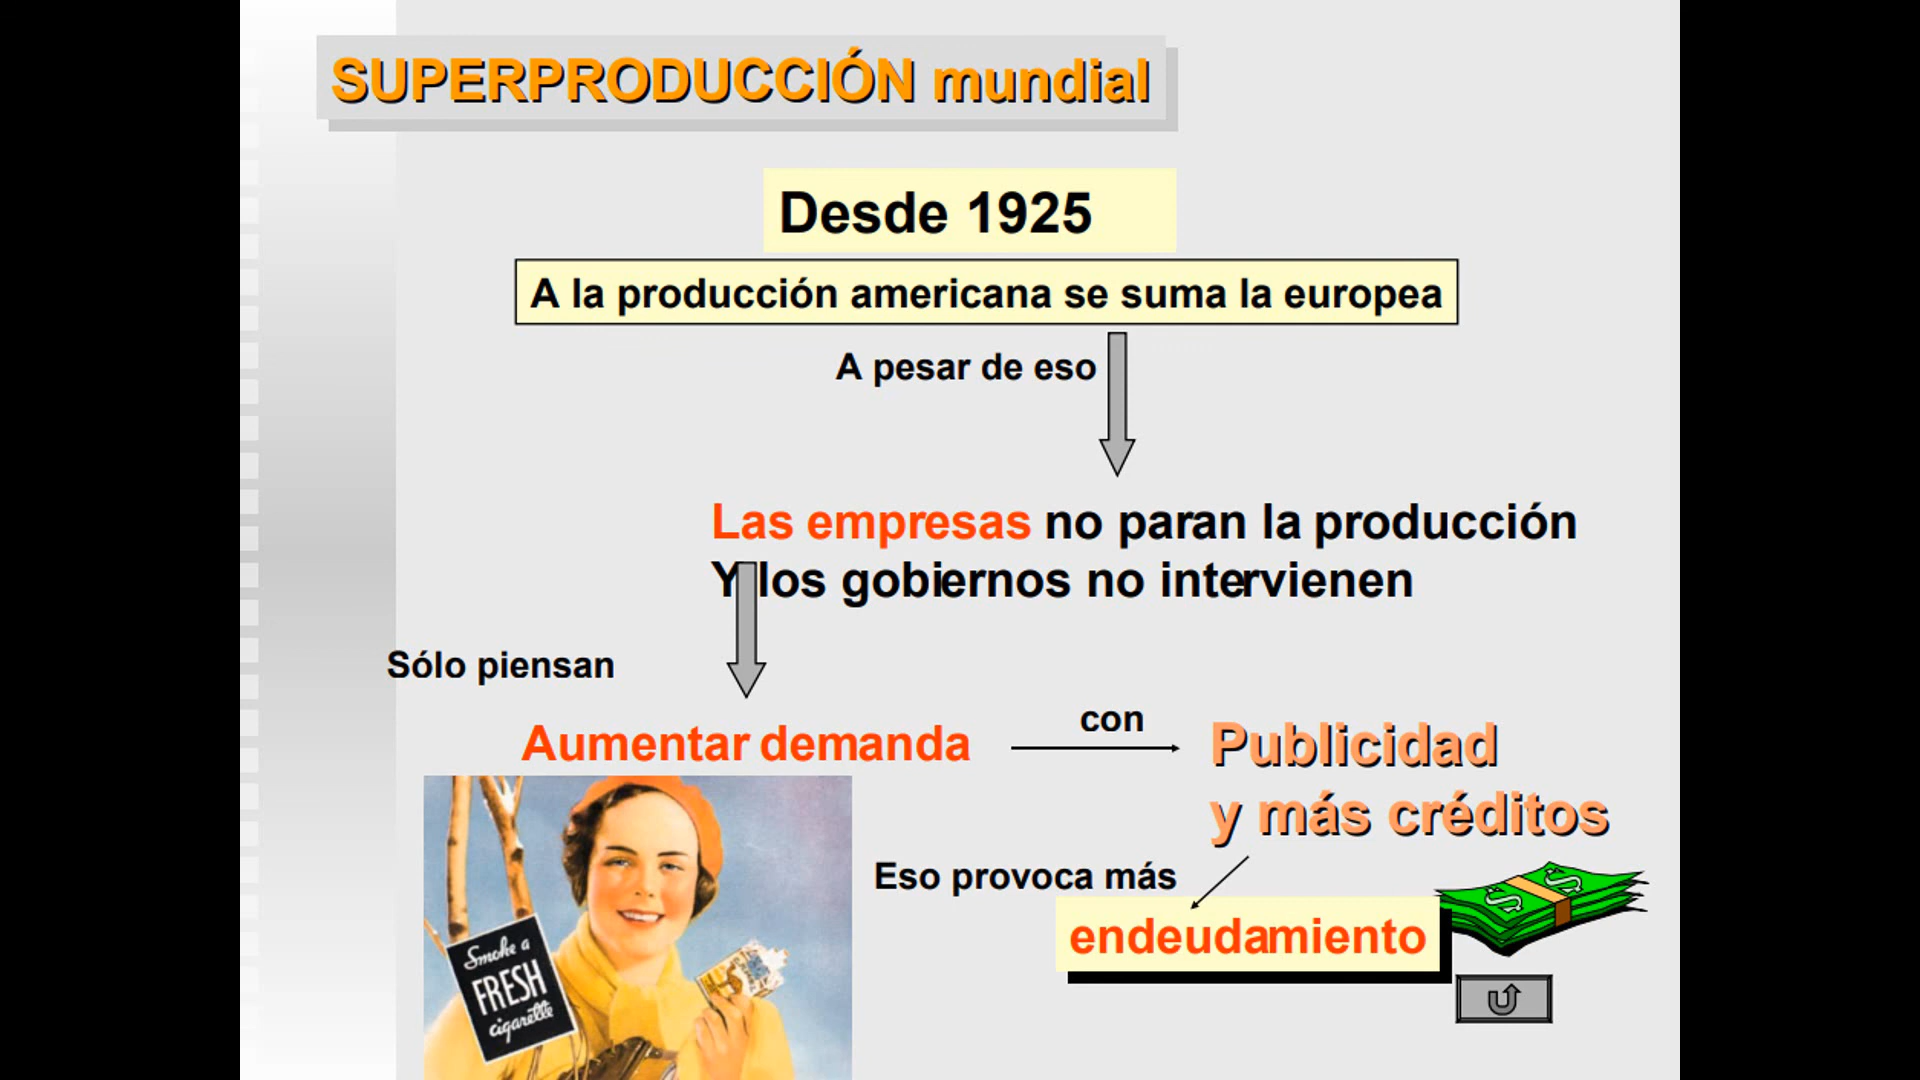 SUPERPRODUCCIÓN mundial
Desde 1925
A la producción americana se suma la europea
A pesar de eso
Las empresas no paran la producción
Y los gobiernos no intervienen
Sólo piensan
Aumentar demanda
con
Publicidad
y más créditos
Eso provoca más
endeudamiento
Smoke a
FRESH
cigarette